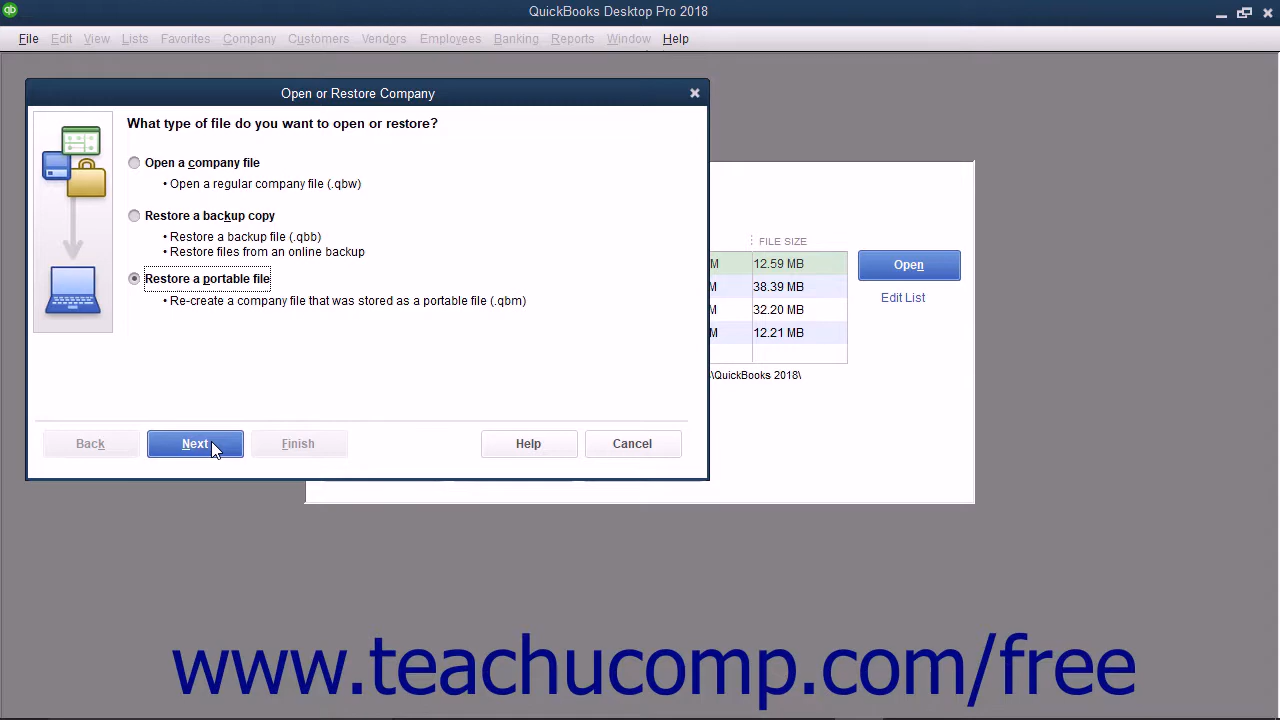 qb
QuickBooks Desktop Pro 2018
File Edit View Lists Favorites Company Customers Vendors Employees Banking Reports Window Help
Open or Restore Company
What type of file do you want to open or restore?
Open a company file
• Open a regular company file (.qbw)
Restore a backup copy
• Restore a backup file (.qbb)
• Restore files from an online backup
Restore a portable file
• Re-create a company file that was stored as a portable file (.qbm)
Back Next Finish Help Cancel
FILE SIZE
M 12.59 MB
38.39 MB
M 32.20 MB
M 12.21 MB
Open
Edit List
\QuickBooks 2018\
www.teachucomp.com/free